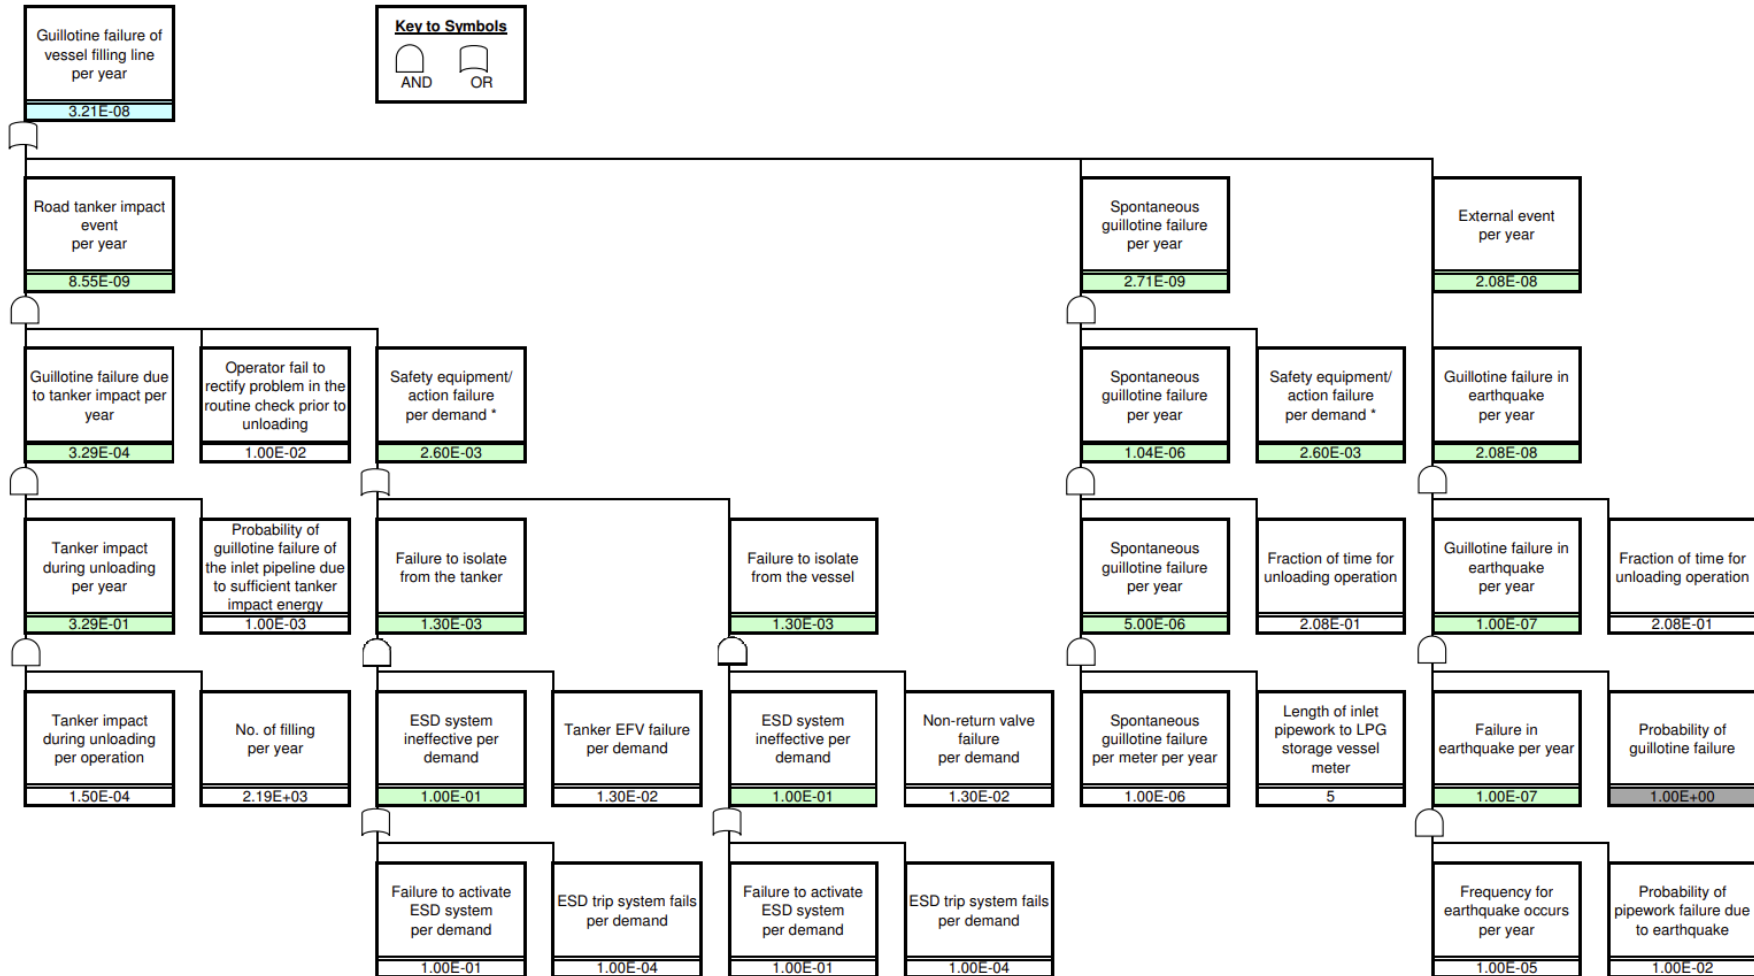 Guillotine failure of
vessel filling line
per year
3.21E-08
Key to Symbols
AND
OR
Road tanker impact
event
per year
8.55E-09
Spontaneous
guillotine failure
per year
2.71E-09
External event
per year
2.08E-08
Guillotine failure due
to tanker impact per
year
3.29E-04
Operator fail to
rectify problem in the
routine check prior to
unloading
1.00E-02
Safety equipment/
action failure
per demand *
2.60E-03
Spontaneous
guillotine failure
per year
1.04E-06
Safety equipment/
action failure
per demand *
2.60E-03
Guillotine failure in
earthquake
per year
2.08E-08
Tanker impact
during unloading
per year
3.29E-01
Probability of
guillotine failure of
the inlet pipeline due
to sufficient tanker
impact energy
1.00E-03
Failure to isolate
from the tanker
1.30E-03
Failure to isolate
from the vessel
1.30E-03
Spontaneous
guillotine failure
per year
5.00E-06
Fraction of time for
unloading operation
2.08E-01
Guillotine failure in
earthquake
per year
1.00E-07
Fraction of time for
unloading operation
2.08E-01
Tanker impact
during unloading
per operation
1.50E-04
No. of filling
per year
2.19E+03
ESD system
ineffective per
demand
1.00E-01
Tanker EFV failure
per demand
1.30E-02
ESD system
ineffective per
demand
1.00E-01
Non-return valve
failure
per demand
1.30E-02
Spontaneous
guillotine failure
per meter per year
1.00E-06
Length of inlet
pipework to LPG
storage vessel
meter
5
Failure in
earthquake per year
1.00E-07
Probability of
guillotine failure
1.00E+00
Failure to activate
ESD system
per demand
1.00E-01
ESD trip system fails
per demand
1.00E-04
Failure to activate
ESD system
per demand
1.00E-01
ESD trip system fails
per demand
1.00E-04
Frequency for
earthquake occurs
per year
1.00E-05
Probability of
pipework failure due
to earthquake
1.00E-02